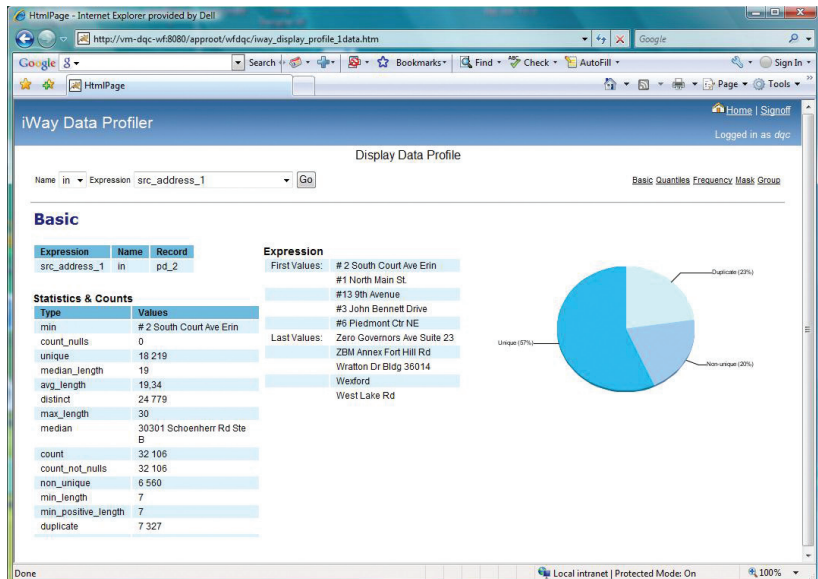 HtmlPage - Internet Explorer provided by Dell
http://vm-dqc-wf:8080/approot/wfdqc/iway_display_profile_1data.htm
Google
Google
Search
Bookmarks
Find
Check
AutoFill
Sign In
HtmlPage
Page
Tools
iWay Data Profiler
Home | Signoff
Logged in as dqc
Display Data Profile
Name in Expression src_address_1 Go
Basic Quantiles Frequency Mask Group
Basic
Expression Name Record
src_address_1 in pd_2
Statistics & Counts
Type Values
min # 2 South Court Ave Erin
count_nulls 0
unique 18 219
median_length 19
avg_length 19,34
distinct 24 779
max_length 30
median 30301 Schoenherr Rd Ste
B
count 32 106
count_not_nulls 32 106
non_unique 6 560
min_length 7
min_positive_length 7
duplicate 7 327
Expression
First Values: # 2 South Court Ave Erin
#1 North Main St.
#13 9th Avenue
#3 John Bennett Drive
#6 Piedmont Ctr NE
Last Values: Zero Governors Ave Suite 23
ZBM Annex Fort Hill Rd
Wratton Dr Bldg 36014
Wexford
West Lake Rd
Duplicate (23%)
Unique (57%)
Non-unique (20%)
Done
Local intranet | Protected Mode: On
100%